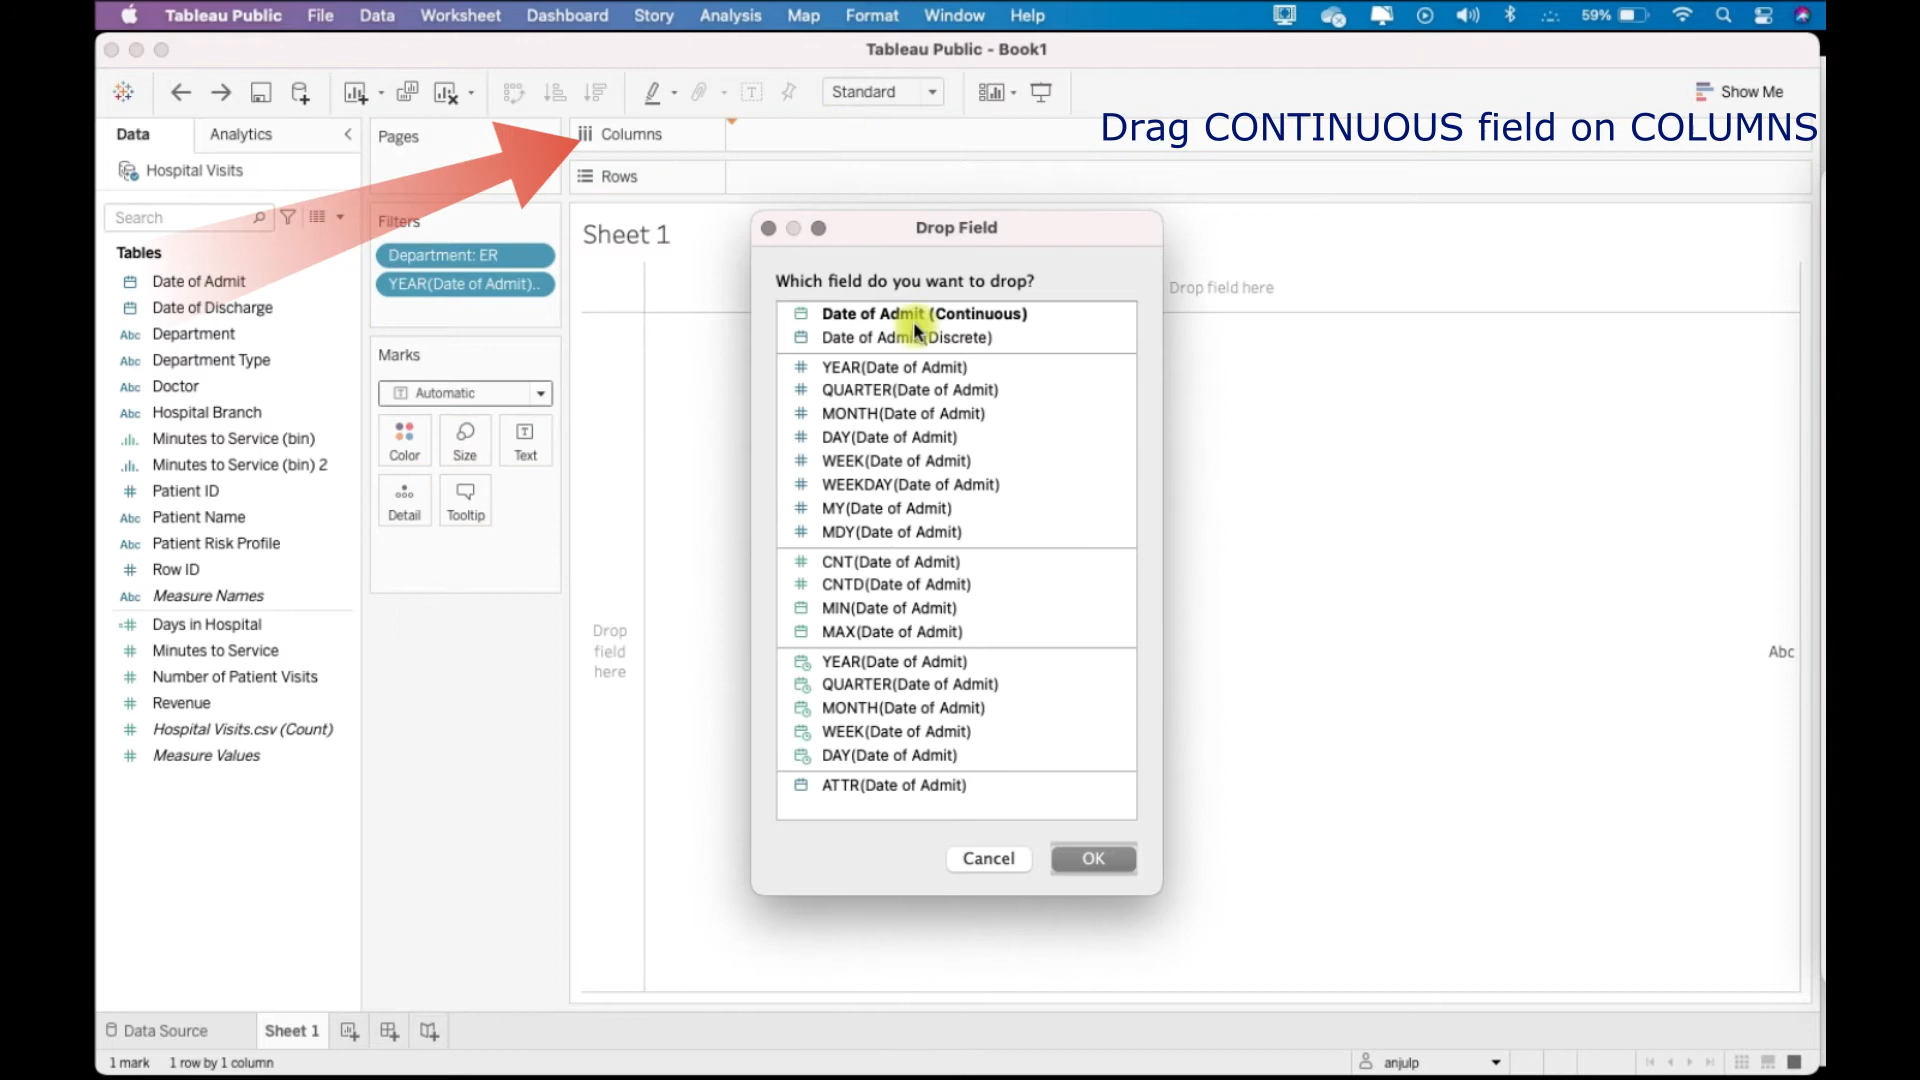 Tableau Public File Data Worksheet Dashboard Story Analysis Map Format Window Help 59%
Tableau Public - Book1
Standard
Show Me
Drag CONTINUOUS field on COLUMNS
Data Analytics
Hospital Visits
Search
Tables
Date of Admit
Date of Discharge
Abc Department
Abc Department Type
Abc Doctor
Abc Hospital Branch
Minutes to Service (bin)
Minutes to Service (bin) 2
Patient ID
Abc Patient Name
Abc Patient Risk Profile
Row ID
Abc Measure Names
Days in Hospital
Minutes to Service
Number of Patient Visits
Revenue
Hospital Visits.csv (Count)
Measure Values
Pages
Filters
Department: ER
YEAR(Date of Admit)..
Marks
Automatic
Color Size Text
Detail Tooltip
Columns
Rows
Sheet 1
Drop field here
Drop
field
here
Abc
Drop Field
Which field do you want to drop?
Date of Admit (Continuous)
Date of Admit (Discrete)
YEAR(Date of Admit)
QUARTER(Date of Admit)
MONTH(Date of Admit)
DAY(Date of Admit)
WEEK(Date of Admit)
WEEKDAY(Date of Admit)
MY(Date of Admit)
MDY(Date of Admit)
CNT(Date of Admit)
CNTD(Date of Admit)
MIN(Date of Admit)
MAX(Date of Admit)
YEAR(Date of Admit)
QUARTER(Date of Admit)
MONTH(Date of Admit)
WEEK(Date of Admit)
DAY(Date of Admit)
ATTR(Date of Admit)
Cancel OK
Data Source Sheet 1
1 mark 1 row by 1 column
anjulp